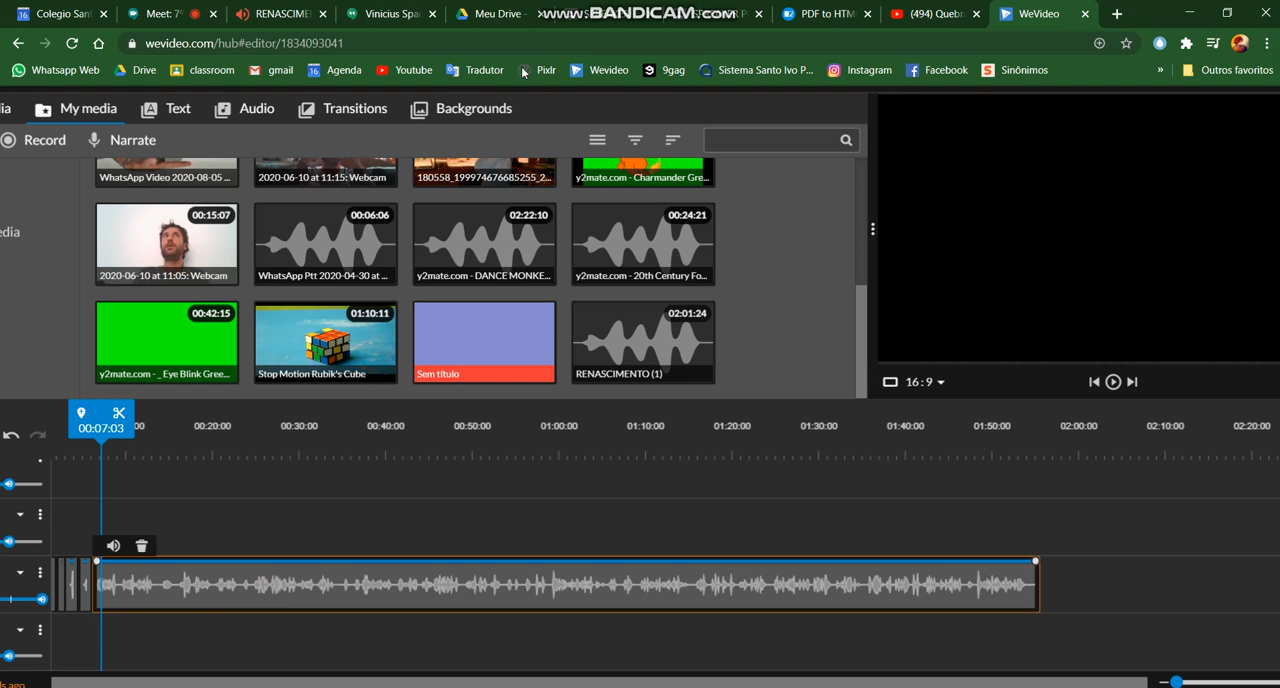 www.BANDICAM.com
Colegio San
Meet: 7º
RENASCIME
Vinicius Spa
Meu Drive -
PDF to HTM
(494) Queb
WeVideo
wevideo.com/hub#editor/1834093041
Whatsapp Web Drive classroom gmail Agenda Youtube Tradutor Pixlr Wevideo 9gag Sistema Santo Ivo P... Instagram Facebook Sinônimos » Outros favoritos
ia My media Text Audio Transitions Backgrounds
Record Narrate
WhatsApp Video 2020-08-05 ... 2020-06-10 at 11:15: Webcam 180558_199974676685255_2... y2mate.com - Charmander Gre...
edia
00:15:07 00:06:06 02:22:10 00:24:21
2020-06-10 at 11:05: Webcam WhatsApp Ptt 2020-04-30 at ... y2mate.com - DANCE MONKE... y2mate.com - 20th Century Fo...
00:42:15 01:10:11 02:01:24
y2mate.com - _ Eye Blink Gree... Stop Motion Rubik's Cube Sem título RENASCIMENTO (1)
16:9
00:07:03 00 00:20:00 00:30:00 00:40:00 00:50:00 01:00:00 01:10:00 01:20:00 01:30:00 01:40:00 01:50:00 02:00:00 02:10:00 02:20:00
ds ago